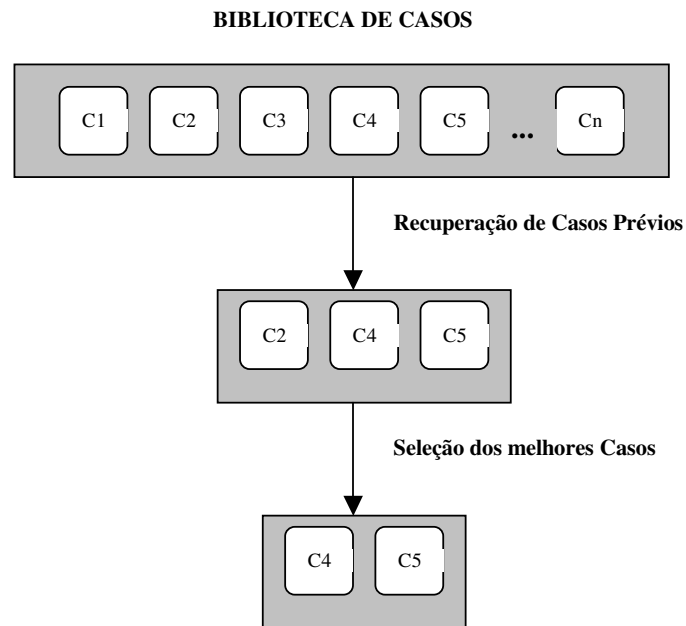 BIBLIOTECA DE CASOS
C1 C2 C3 C4 C5 ... Cn
Recuperação de Casos Prévios
C2 C4 C5
Seleção dos melhores Casos
C4 C5